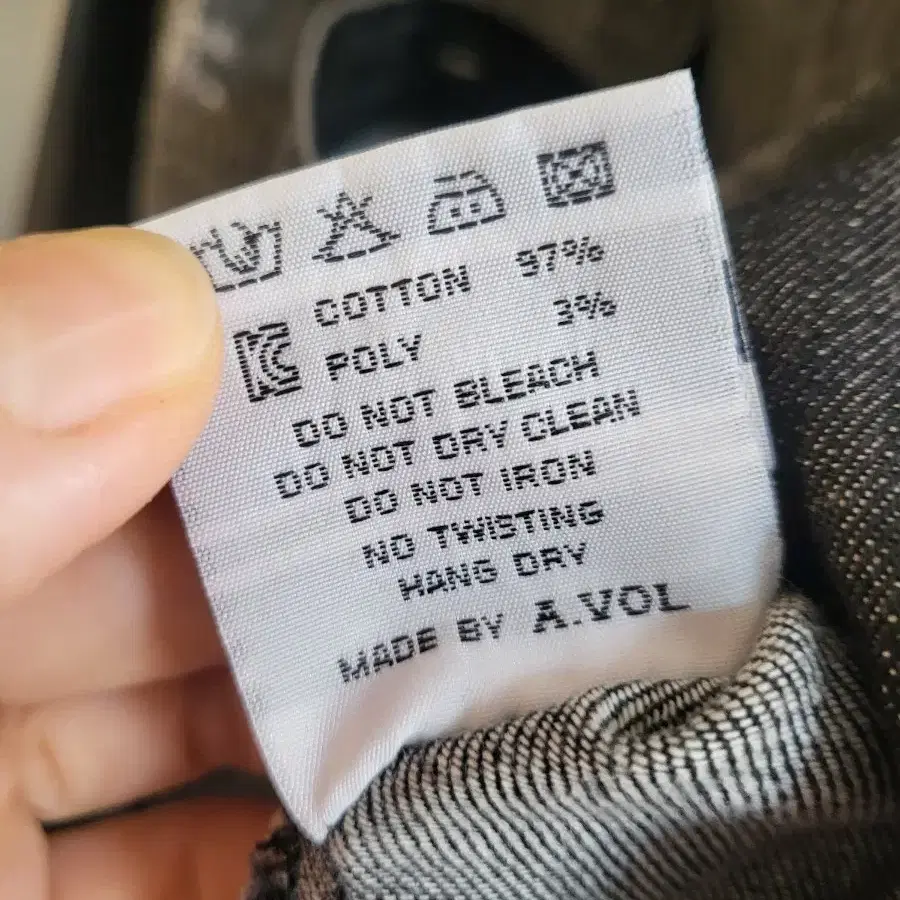 COTTON 97%
KC POLY 3%
DO NOT BLEACH
DO NOT DRY CLEAN
DO NOT IRON
NO TWISTING
HANG DRY
MADE BY A.VOL